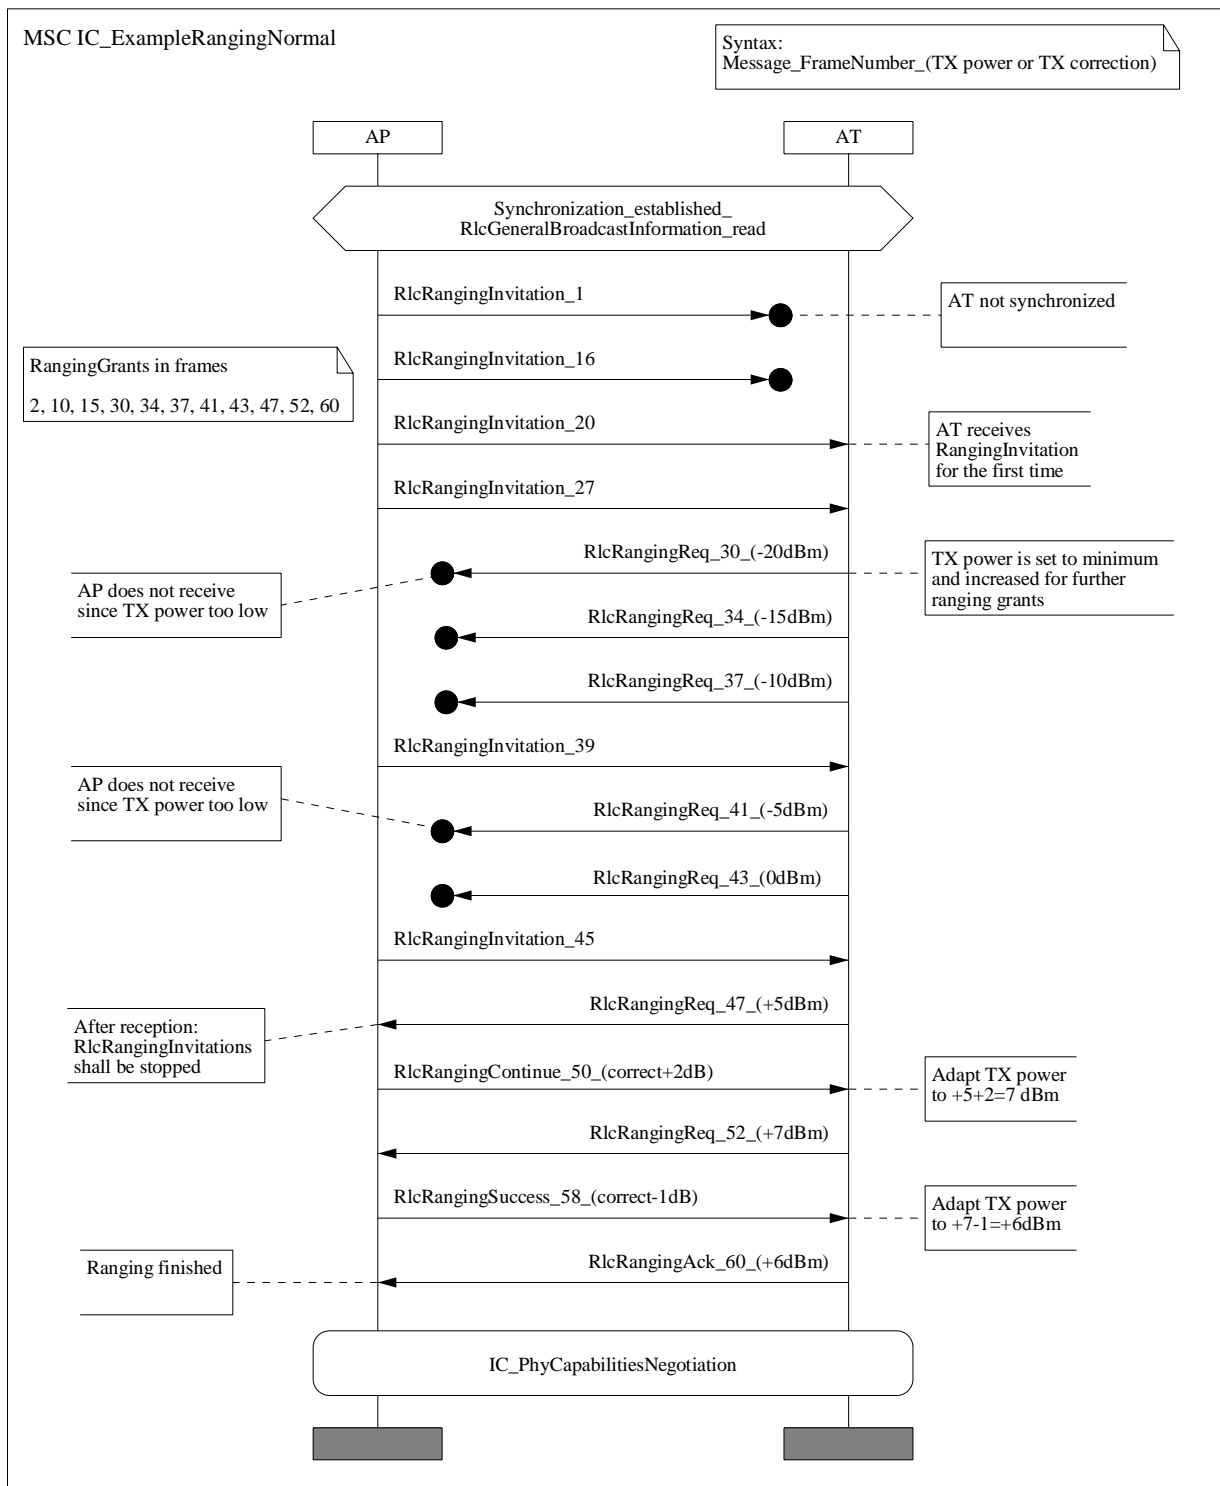 MSC IC_ExampleRangingNormal
Syntax:
Message_FrameNumber_(TX power or TX correction)
AP
AT
Synchronization_established_
RlcGeneralBroadcastInformation_read
RlcRangingInvitation_1
AT not synchronized
RangingGrants in frames
2, 10, 15, 30, 34, 37, 41, 43, 47, 52, 60
RlcRangingInvitation_16
RlcRangingInvitation_20
AT receives
RangingInvitation
for the first time
RlcRangingInvitation_27
RlcRangingReq_30_(-20dBm)
TX power is set to minimum
and increased for further
ranging grants
AP does not receive
since TX power too low
RlcRangingReq_34_(-15dBm)
RlcRangingReq_37_(-10dBm)
RlcRangingInvitation_39
AP does not receive
since TX power too low
RlcRangingReq_41_(-5dBm)
RlcRangingReq_43_(0dBm)
RlcRangingInvitation_45
RlcRangingReq_47_(+5dBm)
After reception:
RlcRangingInvitations
shall be stopped
RlcRangingContinue_50_(correct+2dB)
Adapt TX power
to +5+2=7 dBm
RlcRangingReq_52_(+7dBm)
RlcRangingSuccess_58_(correct-1dB)
Adapt TX power
to +7-1=+6dBm
RlcRangingAck_60_(+6dBm)
Ranging finished
IC_PhyCapabilitiesNegotiation